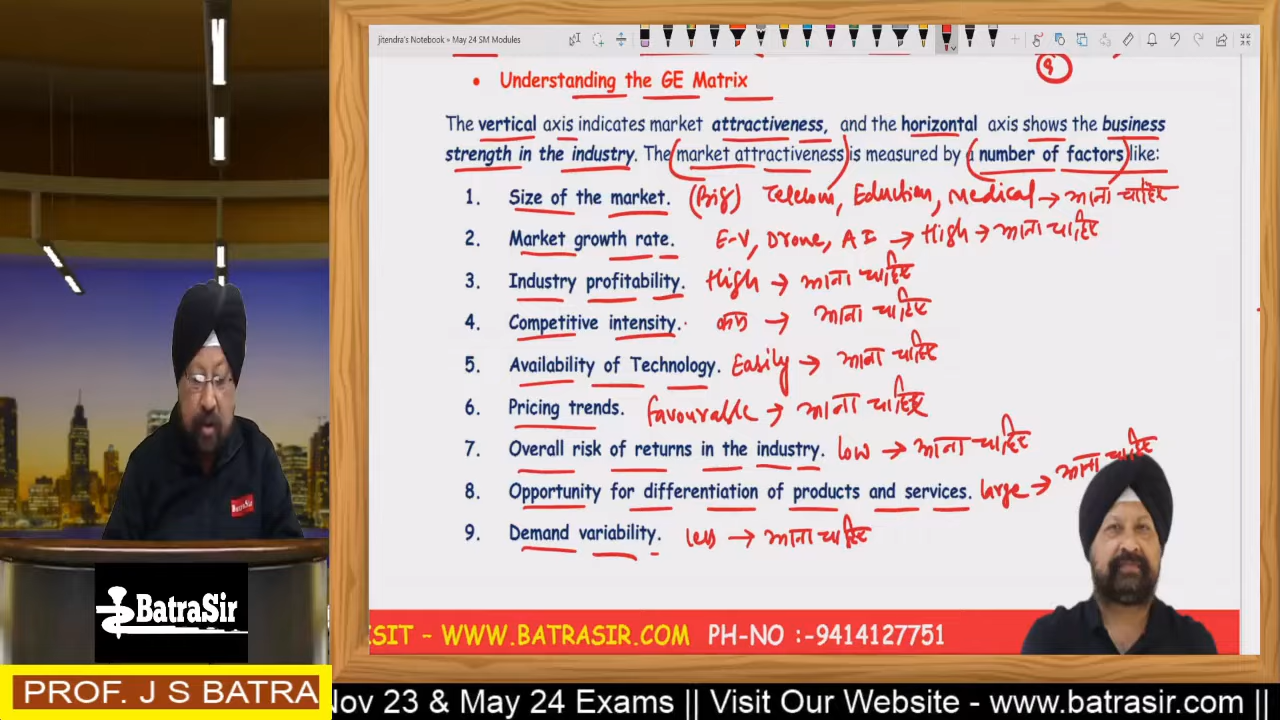 jitendra's Notebook » May 24 SM Modules
9
• Understanding the GE Matrix
The vertical axis indicates market attractiveness, and the horizontal axis shows the business
strength in the industry. The (market attractiveness) is measured by a (number of factors) like:
1. Size of the market. (Big) Telecom, Education, Medical → आना चाहिए
2. Market growth rate. E-V, Drone, AI → High → आना चाहिए
3. Industry profitability. High → आना चाहिए
4. Competitive intensity. कम → आना चाहिए
5. Availability of Technology. Easily → आना चाहिए
6. Pricing trends. favourable → आना चाहिए
7. Overall risk of returns in the industry. low → आना चाहिए
8. Opportunity for differentiation of products and services. large → आना चाहिए
9. Demand variability. less → आना चाहिए
BatraSir
BatraSir
ISIT - WWW.BATRASIR.COM PH-NO :-9414127751
PROF. J S BATRA
Nov 23 & May 24 Exams || Visit Our Website - www.batrasir.com ||